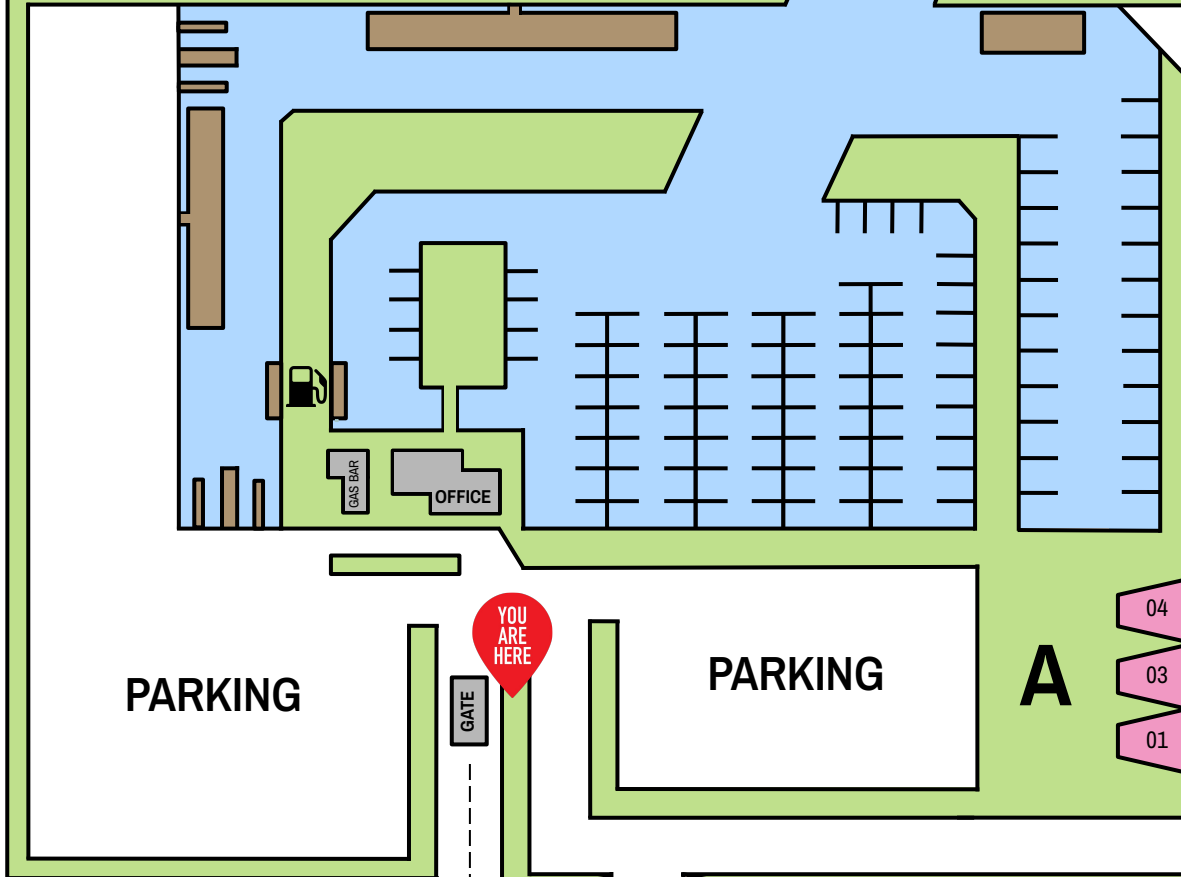 GAS BAR
OFFICE
YOU
ARE
HERE
04
PARKING
PARKING
A
03
GATE
01